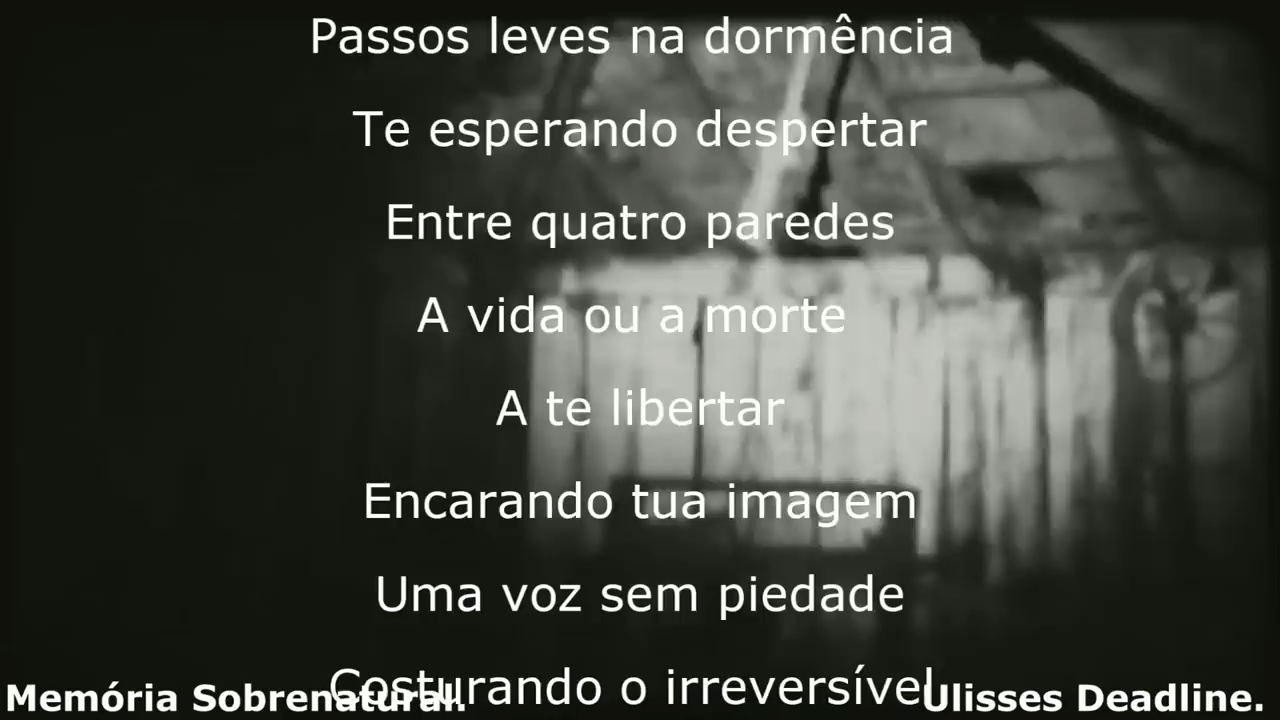 Passos leves na dormência
Te esperando despertar
Entre quatro paredes
A vida ou a morte
A te libertar
Encarando tua imagem
Uma voz sem piedade
Costurando o irreversível
Memória Sobrenatural.
Ulisses Deadline.